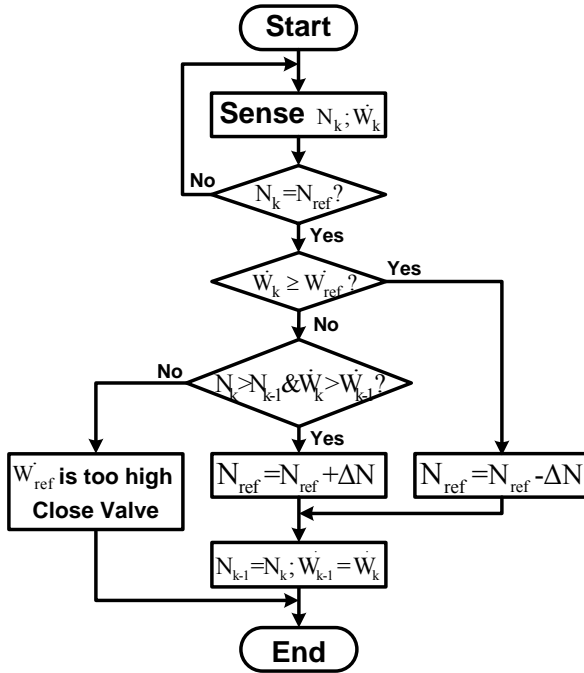 Start
Sense N_k; Ẇ_k
N_k=N_ref?
No
Yes
Ẇ_k ≥ Ẇ_ref?
Yes
No
N_k>N_k-1&Ẇ_k>Ẇ_k-1?
No
Yes
Ẇ_ref is too high
Close Valve
N_ref=N_ref+ΔN
N_ref=N_ref-ΔN
N_k-1=N_k; Ẇ_k-1=Ẇ_k
End